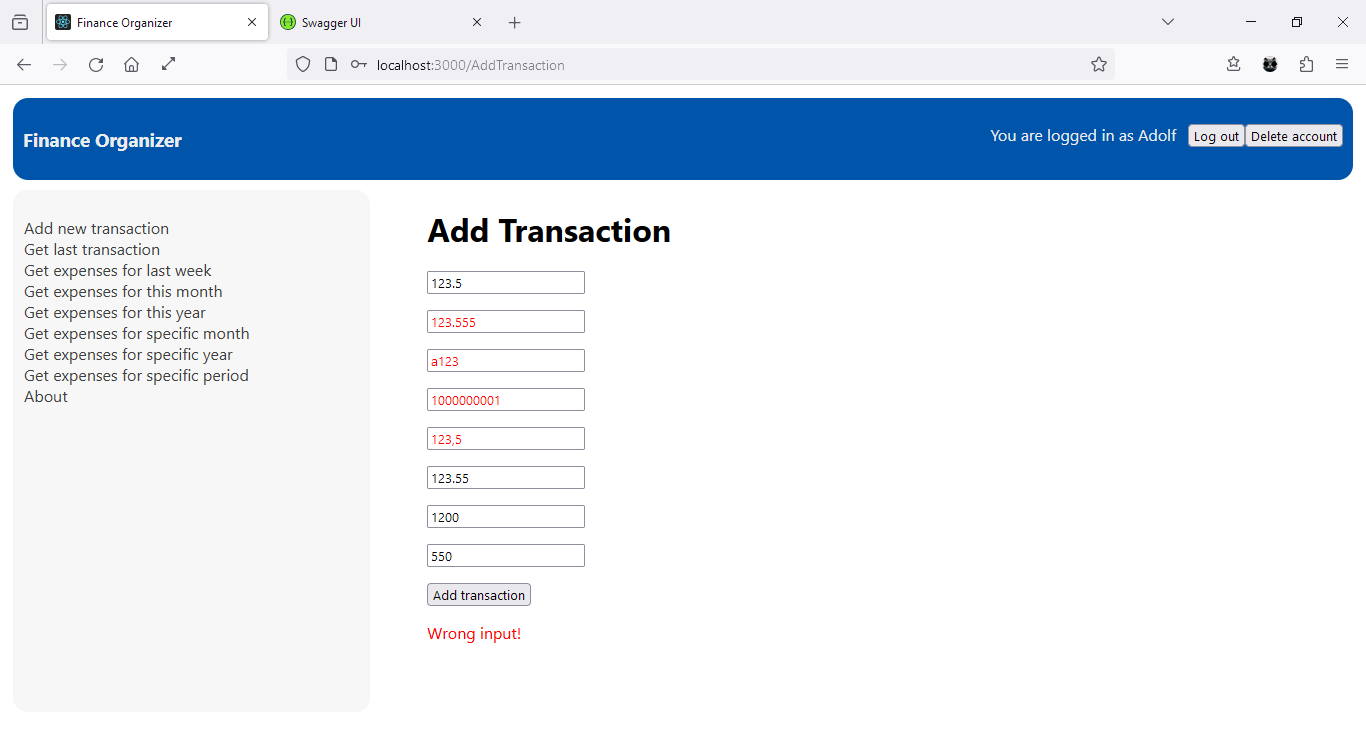 Finance Organizer
Swagger UI
localhost:3000/AddTransaction
Finance Organizer
You are logged in as Adolf
Log out
Delete account
Add new transaction
Get last transaction
Get expenses for last week
Get expenses for this month
Get expenses for this year
Get expenses for specific month
Get expenses for specific year
Get expenses for specific period
About
Add Transaction
123.5
123.555
a123
1000000001
123,5
123.55
1200
550
Add transaction
Wrong input!